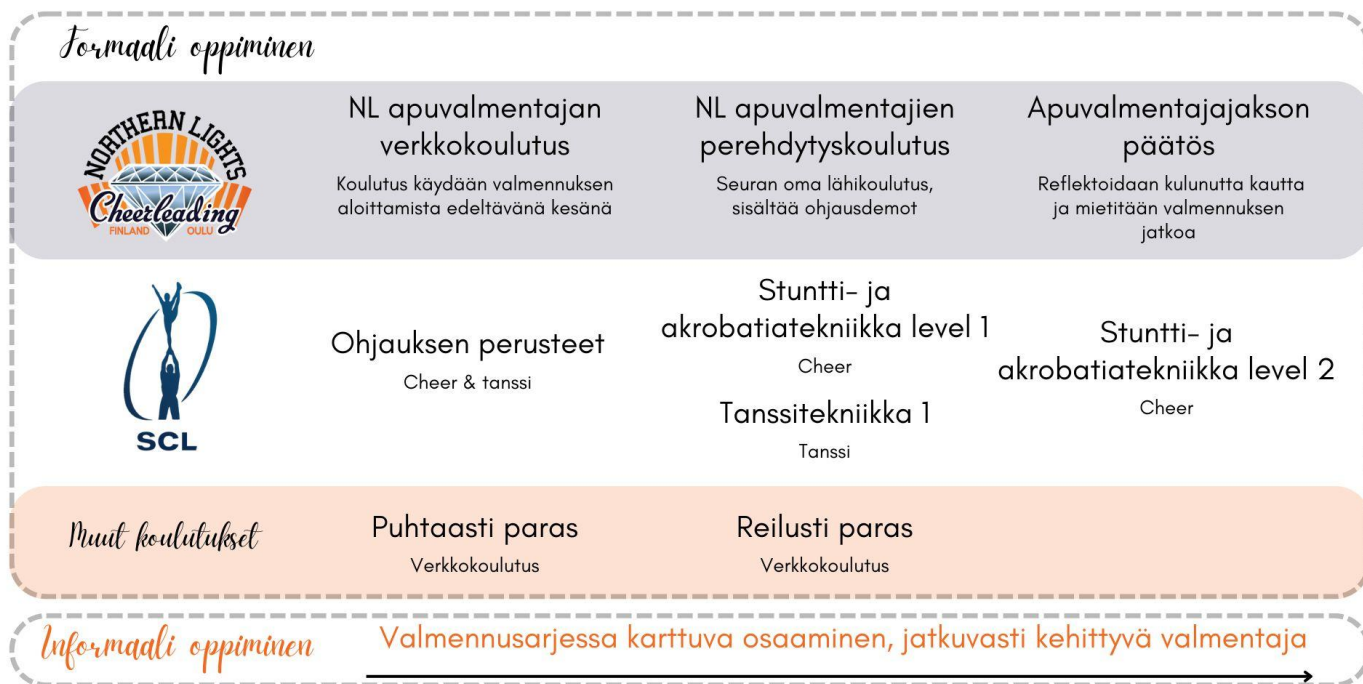 Formaali oppiminen
NORTHERN LIGHTS
Cheerleading
FINLAND OULU
NL apuvalmentajan
verkkokoulutus
Koulutus käydään valmennuksen
aloittamista edeltävänä kesänä
NL apuvalmentajien
perehdytyskoulutus
Seuran oma lähikoulutus,
sisältää ohjausdemot
Apuvalmentajajakson
päätös
Reflektoidaan kulunutta kautta
ja mietitään valmennuksen
jatkoa
SCL
Ohjauksen perusteet
Cheer & tanssi
Stuntti- ja
akrobatiatekniikka level 1
Cheer
Tanssitekniikka 1
Tanssi
Stuntti- ja
akrobatiatekniikka level 2
Cheer
Muut koulutukset
Puhtaasti paras
Verkkokoulutus
Reilusti paras
Verkkokoulutus
Informaali oppiminen
Valmennusarjessa karttuva osaaminen, jatkuvasti kehittyvä valmentaja